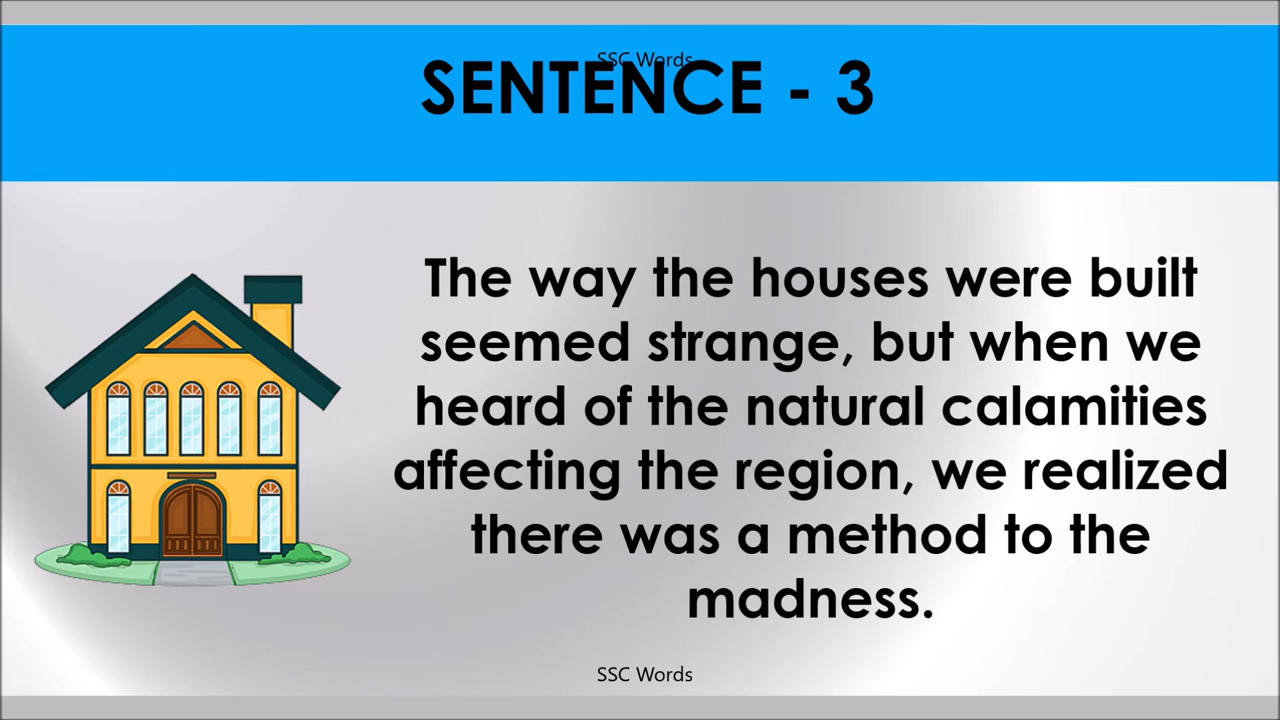 SSC Words
SENTENCE - 3
The way the houses were built
seemed strange, but when we
heard of the natural calamities
affecting the region, we realized
there was a method to the
madness.
SSC Words